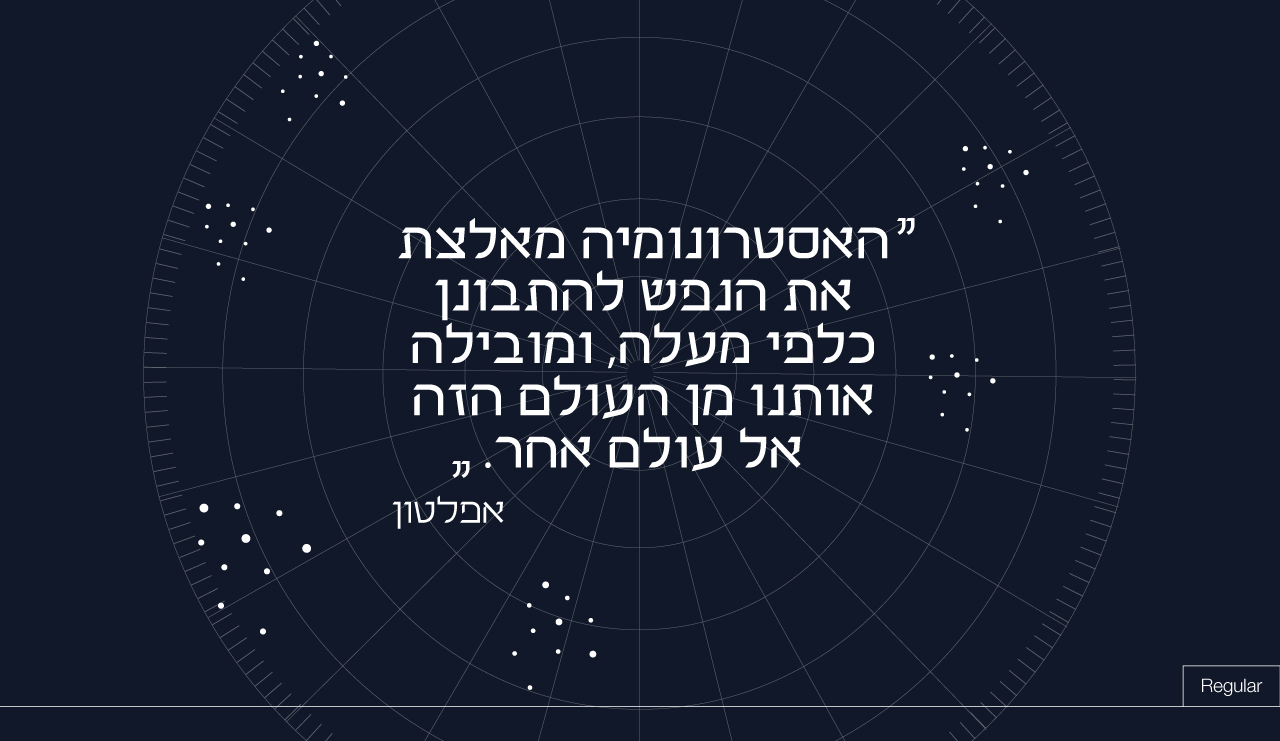 ”האסטרונומיה מאלצת
את הנפש להתבונן
כלפי מעלה, ומובילה
אותנו מן העולם הזה
אל עולם אחר.„
אפלטון
Regular